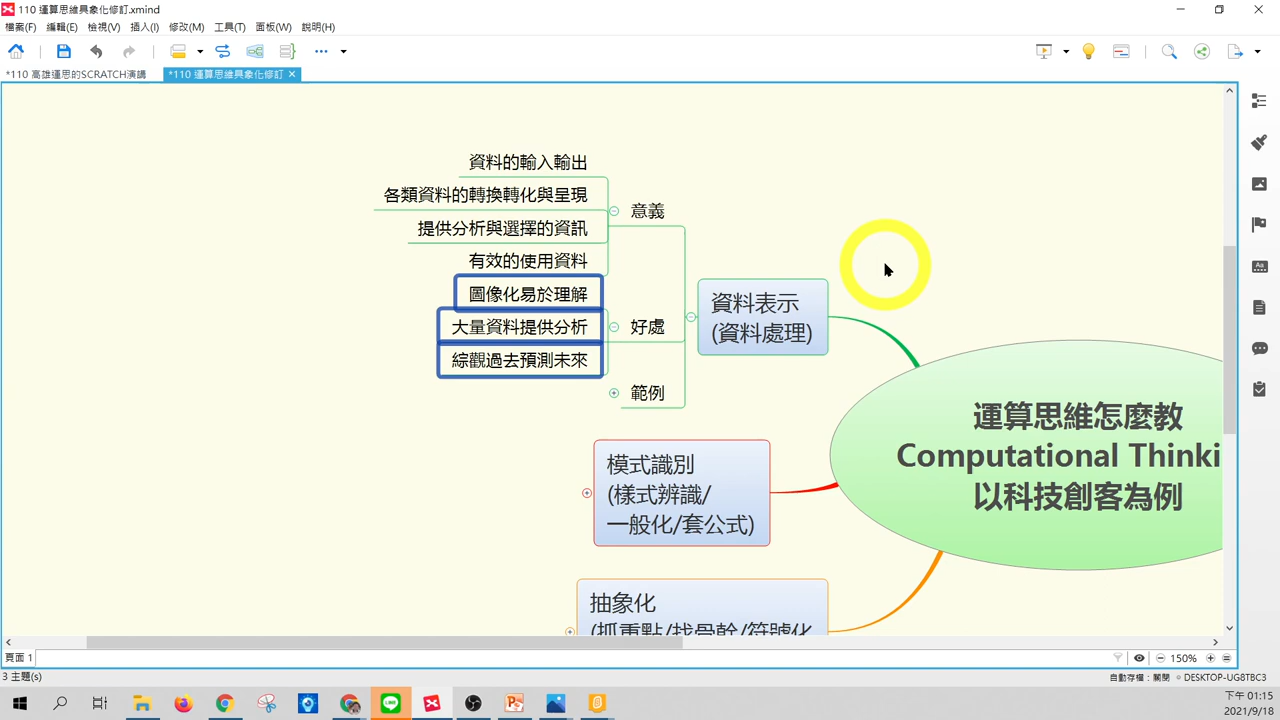 110 運算思維具象化修訂.xmind
檔案(F) 編輯(E) 檢視(V) 插入(I) 修改(M) 工具(T) 面板(W) 說明(H)
*110 高雄運思的SCRATCH演講 *110 運算思維具象化修訂
資料的輸入輸出
各類資料的轉換轉化與呈現
提供分析與選擇的資訊
有效的使用資料
意義
圖像化易於理解
大量資料提供分析
綜觀過去預測未來
好處
範例
資料表示
(資料處理)
模式識別
(樣式辨識/
一般化/套公式)
抽象化
(抓重點/找骨幹/符號化
運算思維怎麼教
Computational Thinki
以科技創客為例
頁面 1
150%
3 主題(s)
自動存檔：關閉 DESKTOP-UG8TBC3
下午 01:15
2021/9/18